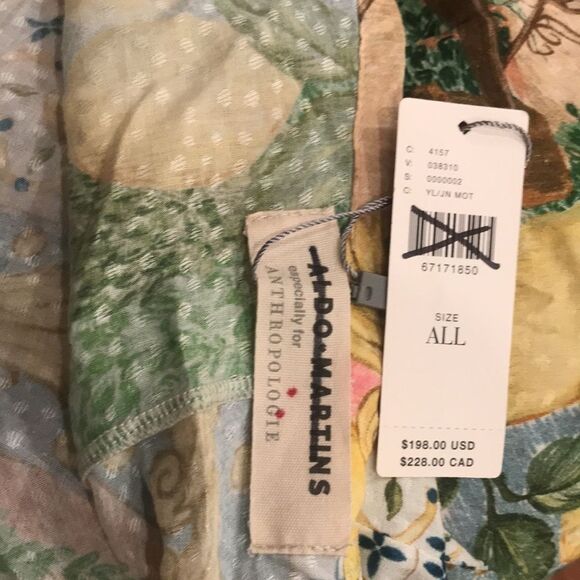 C: 4157
V: 038310
S: 0000002
C: YL/JN MOT
67171850
SIZE
ALL
$198.00 USD
$228.00 CAD
ALDO•MARTINS
especially for
ANTHROPOLOGIE